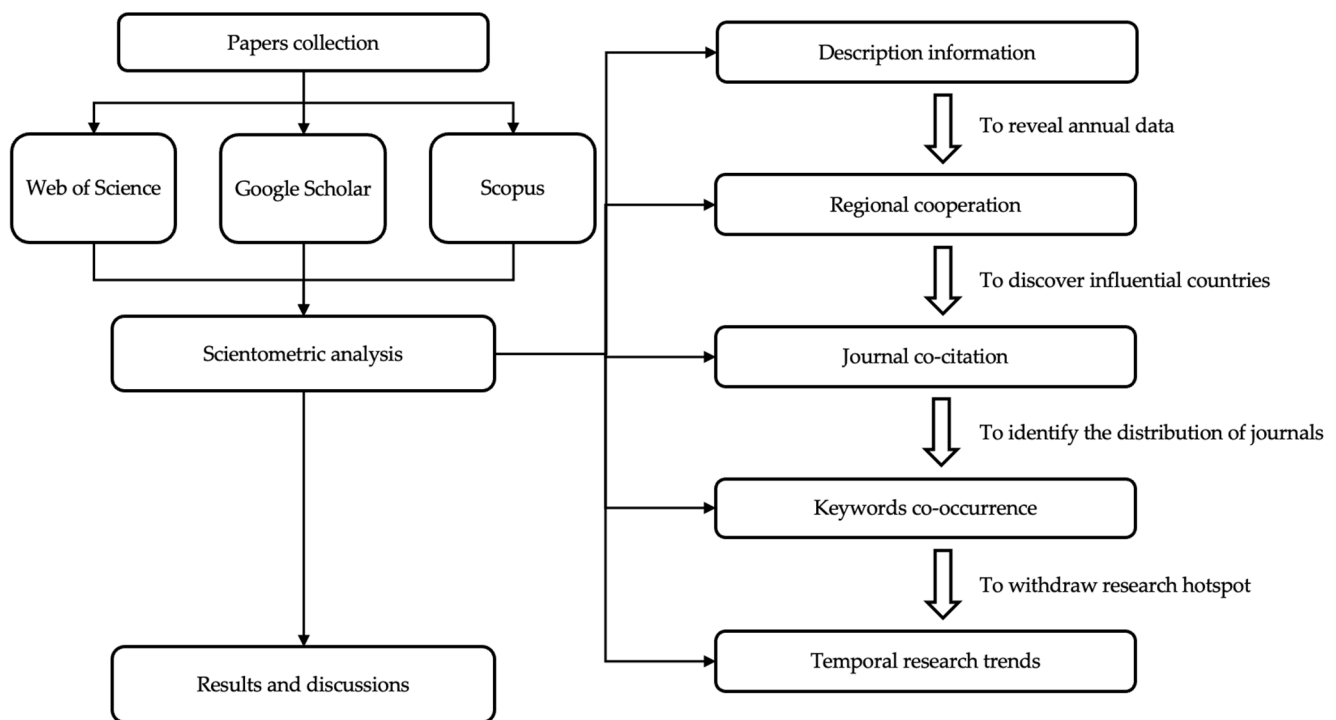 Papers collection
Web of Science
Google Scholar
Scopus
Scientometric analysis
Results and discussions
Description information
To reveal annual data
Regional cooperation
To discover influential countries
Journal co-citation
To identify the distribution of journals
Keywords co-occurrence
To withdraw research hotspot
Temporal research trends